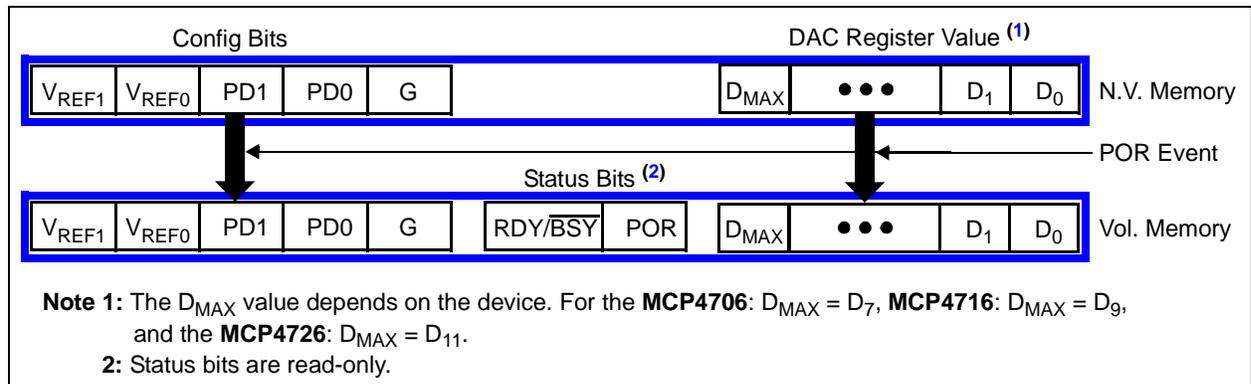 Config Bits DAC Register Value (1)
VREF1 VREF0 PD1 PD0 G DMAX ● ● ● D1 D0 N.V. Memory
POR Event
Status Bits (2)
VREF1 VREF0 PD1 PD0 G RDY/BSY POR DMAX ● ● ● D1 D0 Vol. Memory
Note 1: The DMAX value depends on the device. For the MCP4706: DMAX = D7, MCP4716: DMAX = D9,
and the MCP4726: DMAX = D11.
2: Status bits are read-only.